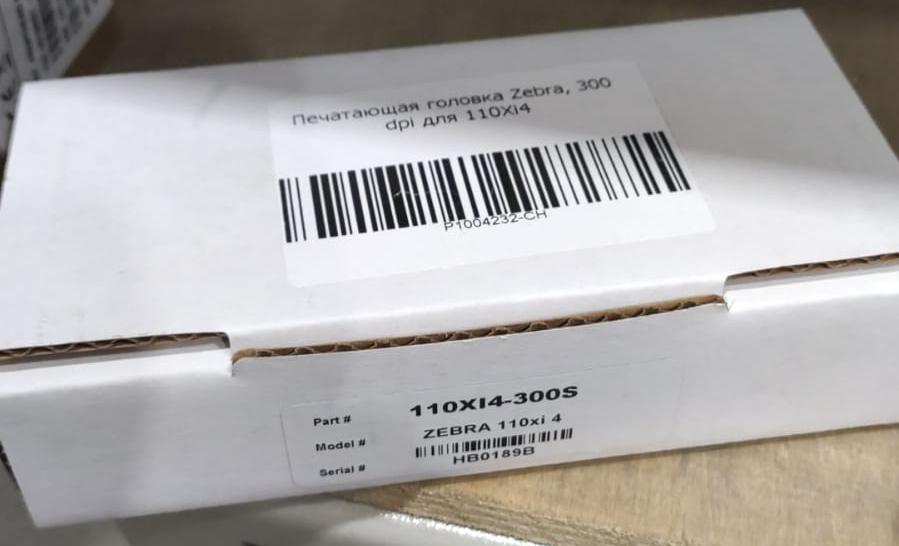 Печатающая головка Zebra, 300
dpi для 110Xi4
P1004232-CH
Part # 110XI4-300S
Model # ZEBRA 110xi 4
Serial # HB0189B